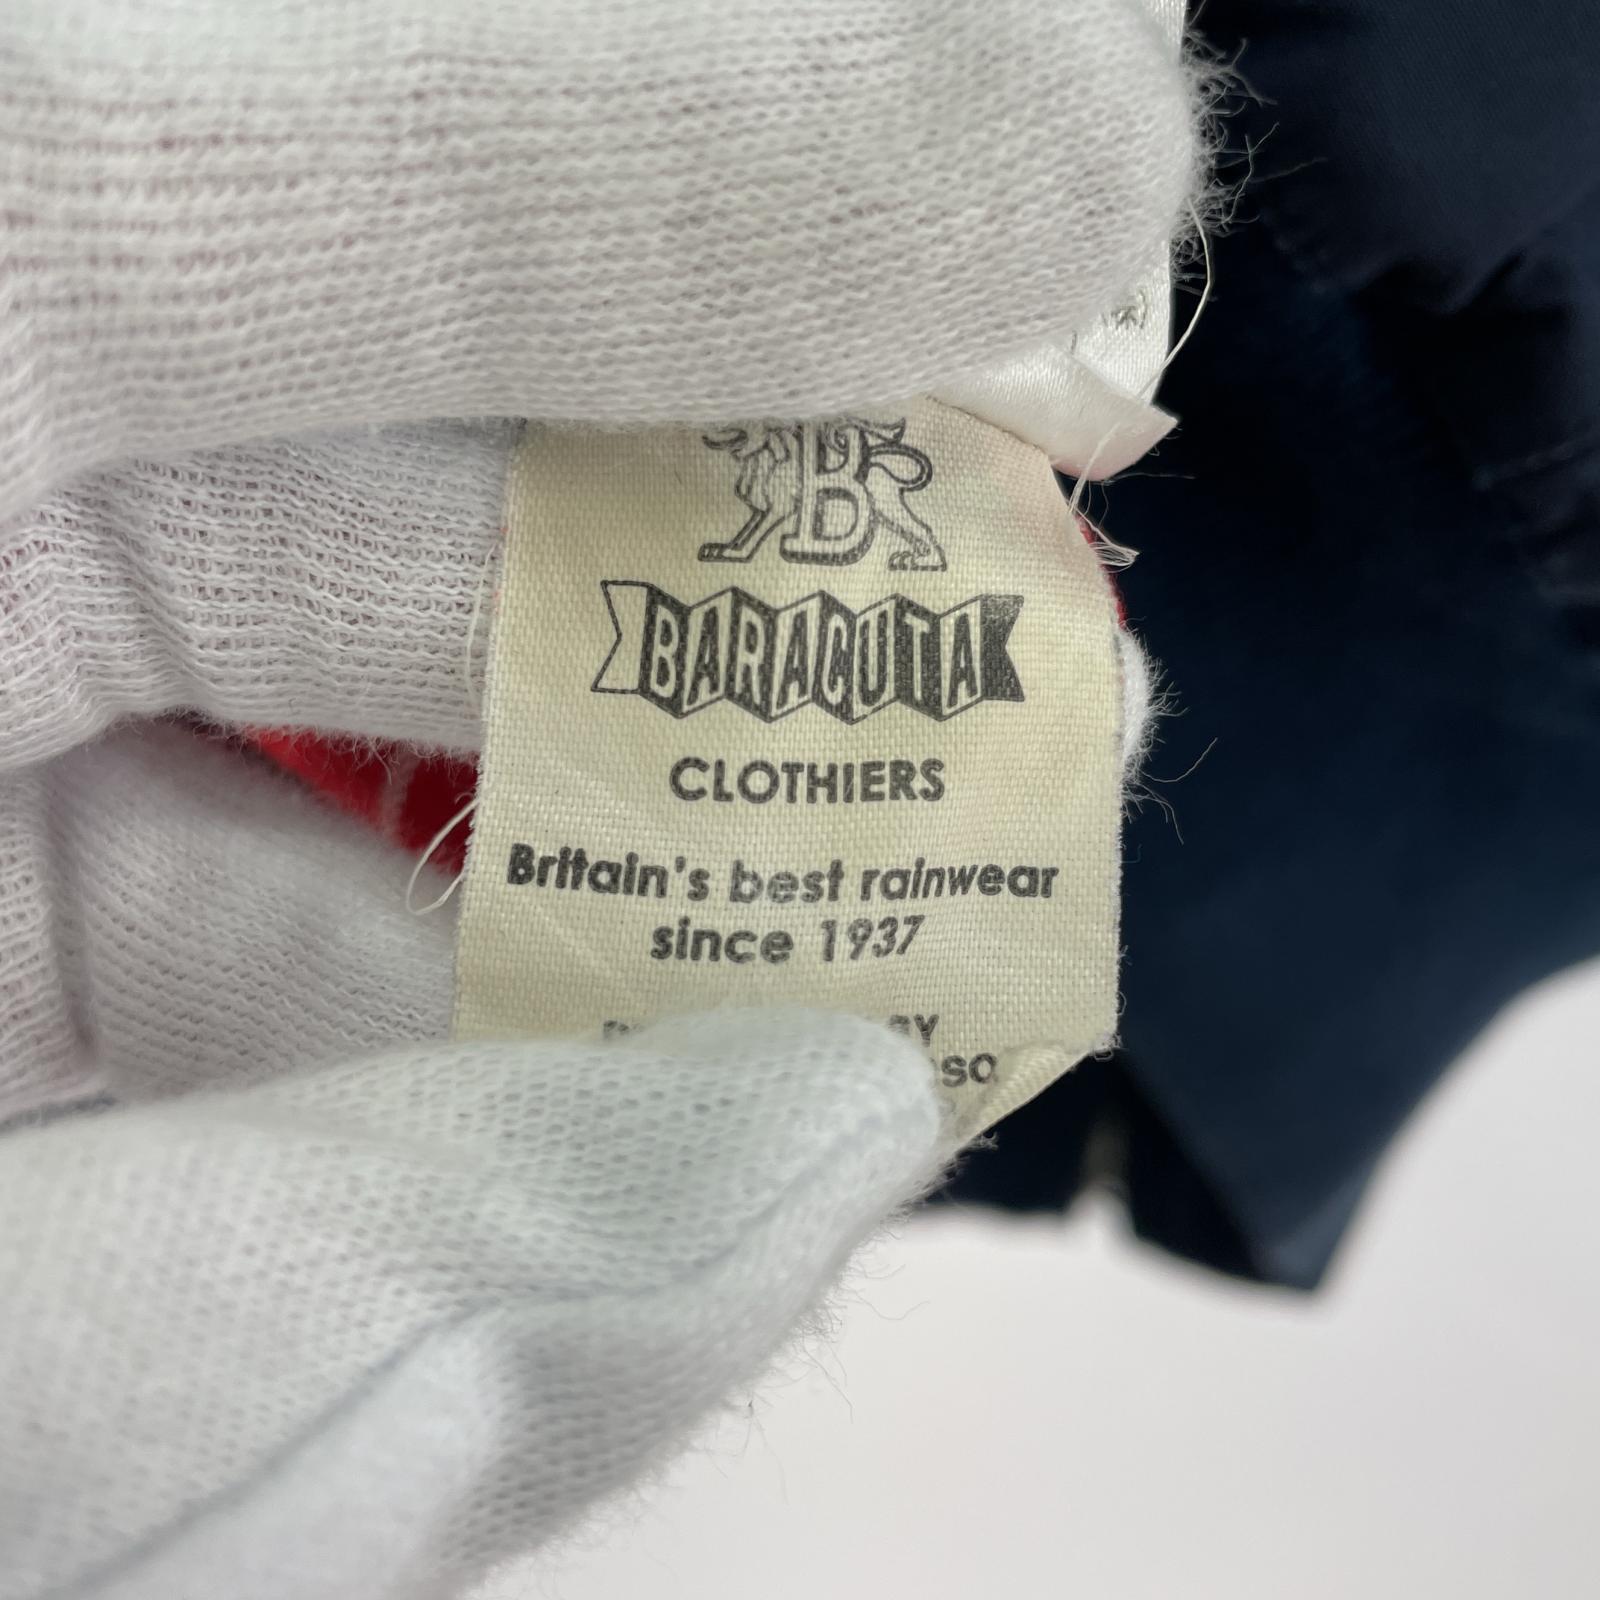 B
BARACUTA
CLOTHIERS
Britain's best rainwear
since 1937